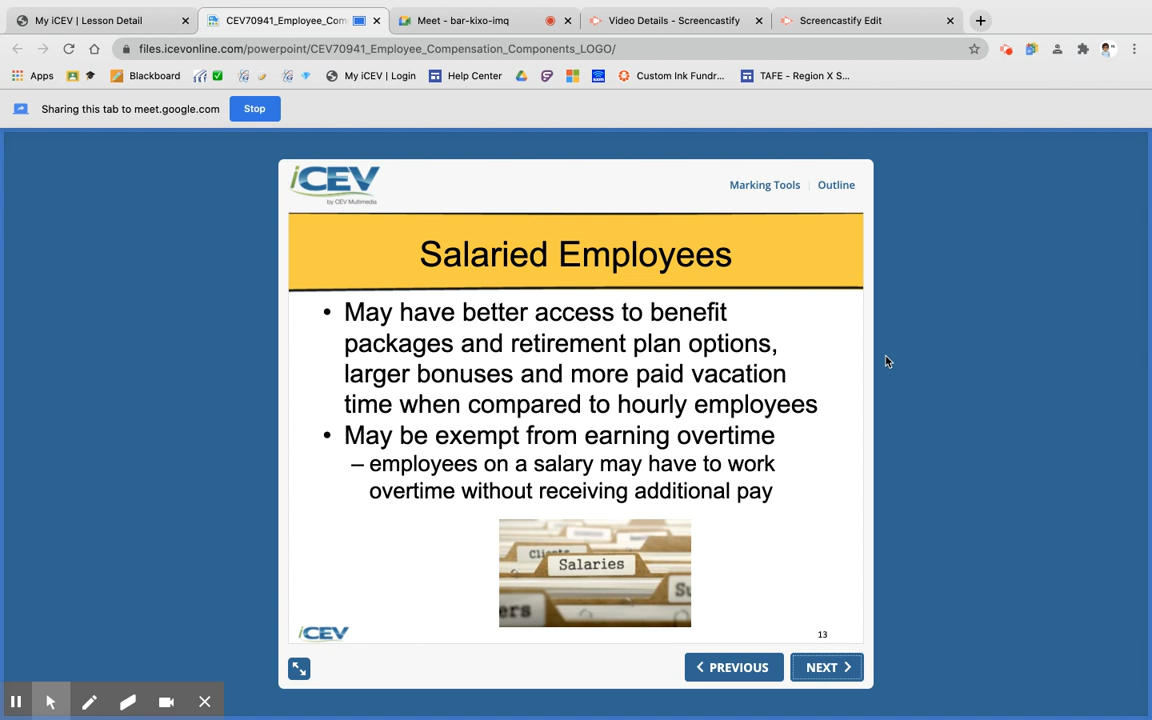 My iCEV | Lesson Detail
CEV70941_Employee_Com
Meet - bar-kixo-imq
Video Details - Screencastify
Screencastify Edit
files.icevonline.com/powerpoint/CEV70941_Employee_Compensation_Components_LOGO/
Apps
Blackboard
My iCEV | Login
Help Center
Custom Ink Fundr...
TAFE - Region X S...
Sharing this tab to meet.google.com
Stop
iCEV
by CEV Multimedia
Marking Tools | Outline
Salaried Employees
• May have better access to benefit
packages and retirement plan options,
larger bonuses and more paid vacation
time when compared to hourly employees
• May be exempt from earning overtime
– employees on a salary may have to work
overtime without receiving additional pay
Clients
Salaries
Su
ers
iCEV
13
PREVIOUS
NEXT